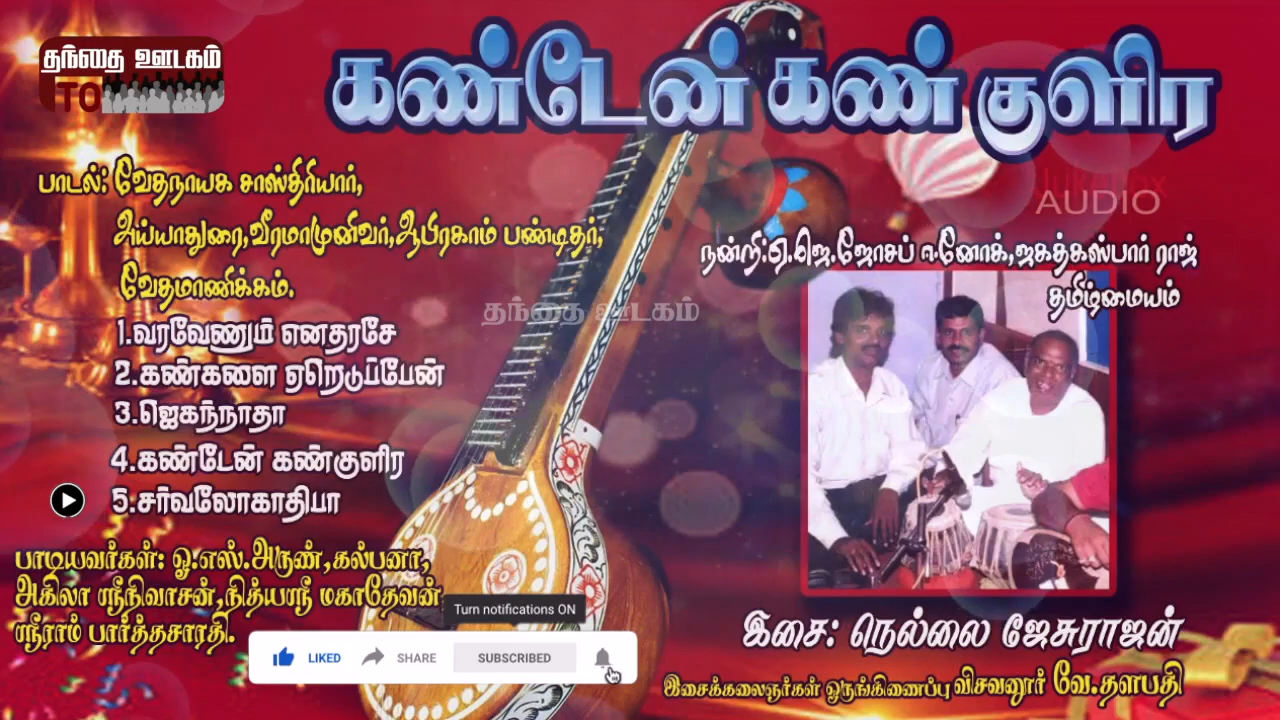 தந்தை ஊடகம்
TO
கண்டேன் கண் குளிர
AUDIO
பாடல்: வேதநாயக சாஸ்திரியார்,
அய்யாதுரை,வீரமாமுனிவர்,ஆபிரகாம் பண்டிதர்,
வேதமாணிக்கம்.
1.வரவேணும் எனதரசே
2.கண்களை ஏறெடுப்பேன்
3.ஜெகந்நாதா
4.கண்டேன் கண்குளிர
5.சர்வலோகாதிபா
பாடியவர்கள்: ஓ.எஸ்.அருண்,கல்பனா,
அகிலா ஸ்ரீநிவாசன்,நித்யஸ்ரீ மகாதேவன்
ஸ்ரீராம் பார்த்தசாரதி.
தந்தை ஊடகம்
நன்றி:ஏ.ஜெ.ஜோசப் ஈனோக்,ஜகத்கஸ்பார் ராஜ்
தமிழ்மையம்
இசை: நெல்லை ஜேசுராஜன்
இசைக்கலைஞர்கள் ஒருங்கிணைப்பு விசவனூர் வே.தளபதி
Turn notifications ON
LIKED SHARE SUBSCRIBED